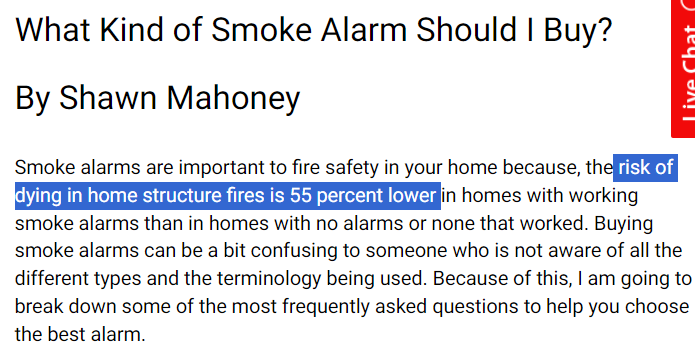 What Kind of Smoke Alarm Should I Buy?
By Shawn Mahoney
Smoke alarms are important to fire safety in your home because, the risk of
dying in home structure fires is 55 percent lower in homes with working
smoke alarms than in homes with no alarms or none that worked. Buying
smoke alarms can be a bit confusing to someone who is not aware of all the
different types and the terminology being used. Because of this, I am going to
break down some of the most frequently asked questions to help you choose
the best alarm.
Live Chat